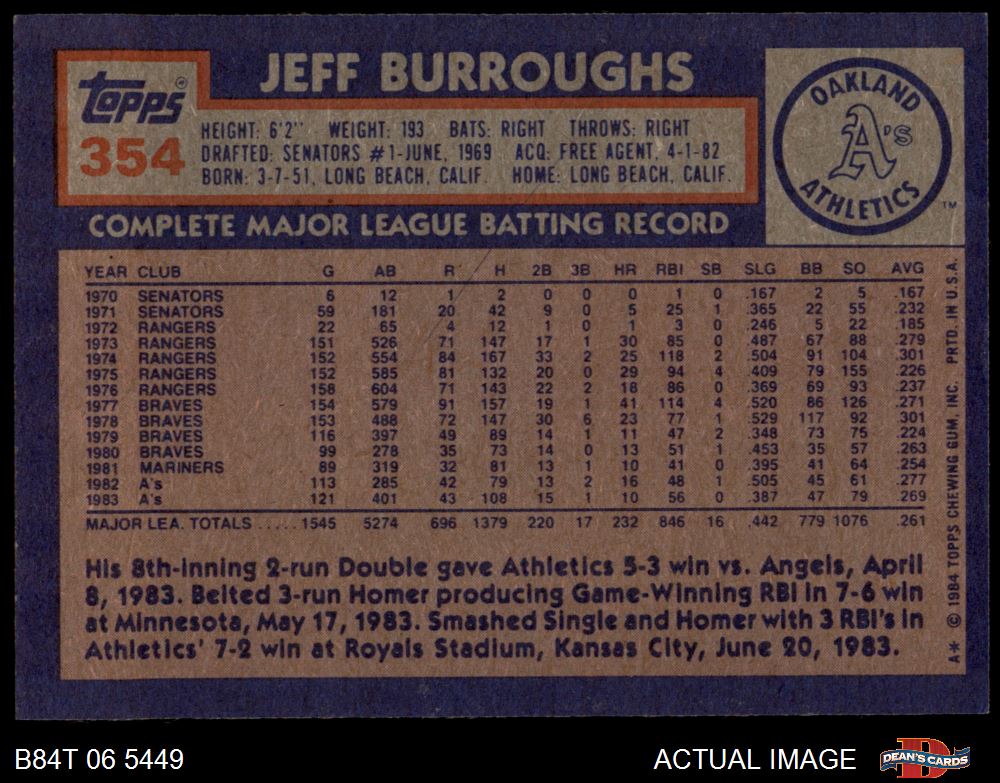 topps®
354
JEFF BURROUGHS
HEIGHT: 6'2" WEIGHT: 193 BATS: RIGHT THROWS: RIGHT
DRAFTED: SENATORS #1-JUNE, 1969 ACQ: FREE AGENT, 4-1-82
BORN: 3-7-51, LONG BEACH, CALIF. HOME: LONG BEACH, CALIF.
OAKLAND
A's
ATHLETICS
TM
COMPLETE MAJOR LEAGUE BATTING RECORD
YEAR CLUB G AB R H 2B 3B HR RBI SB SLG BB SO AVG
1970 SENATORS 6 12 1 2 0 0 0 1 0 .167 2 5 .167
1971 SENATORS 59 181 20 42 9 0 5 25 1 .365 22 55 .232
1972 RANGERS 22 65 4 12 1 0 1 3 0 .246 5 22 .185
1973 RANGERS 151 526 71 147 17 1 30 85 0 .487 67 88 .279
1974 RANGERS 152 554 84 167 33 2 25 118 2 .504 91 104 .301
1975 RANGERS 152 585 81 132 20 0 29 94 4 .409 79 155 .226
1976 RANGERS 158 604 71 143 22 2 18 86 0 .369 69 93 .237
1977 BRAVES 154 579 91 157 19 1 41 114 4 .520 86 126 .271
1978 BRAVES 153 488 72 147 30 6 23 77 1 .529 117 92 .301
1979 BRAVES 116 397 49 89 14 1 11 47 2 .348 73 75 .224
1980 BRAVES 99 278 35 73 14 0 13 51 1 .453 35 57 .263
1981 MARINERS 89 319 32 81 13 1 10 41 0 .395 41 64 .254
1982 A's 113 285 42 79 13 2 16 48 1 .505 45 61 .277
1983 A's 121 401 43 108 15 1 10 56 0 .387 47 79 .269
MAJOR LEA. TOTALS ..... 1545 5274 696 1379 220 17 232 846 16 .442 779 1076 .261
His 8th-inning 2-run Double gave Athletics 5-3 win vs. Angels, April
8, 1983. Belted 3-run Homer producing Game-Winning RBI in 7-6 win
at Minnesota, May 17, 1983. Smashed Single and Homer with 3 RBI's in
Athletics' 7-2 win at Royals Stadium, Kansas City, June 20, 1983.
A* © 1984 TOPPS CHEWING GUM, INC. PRTD. IN U.S.A.
B84T 06 5449
ACTUAL IMAGE
DEAN'S CARDS